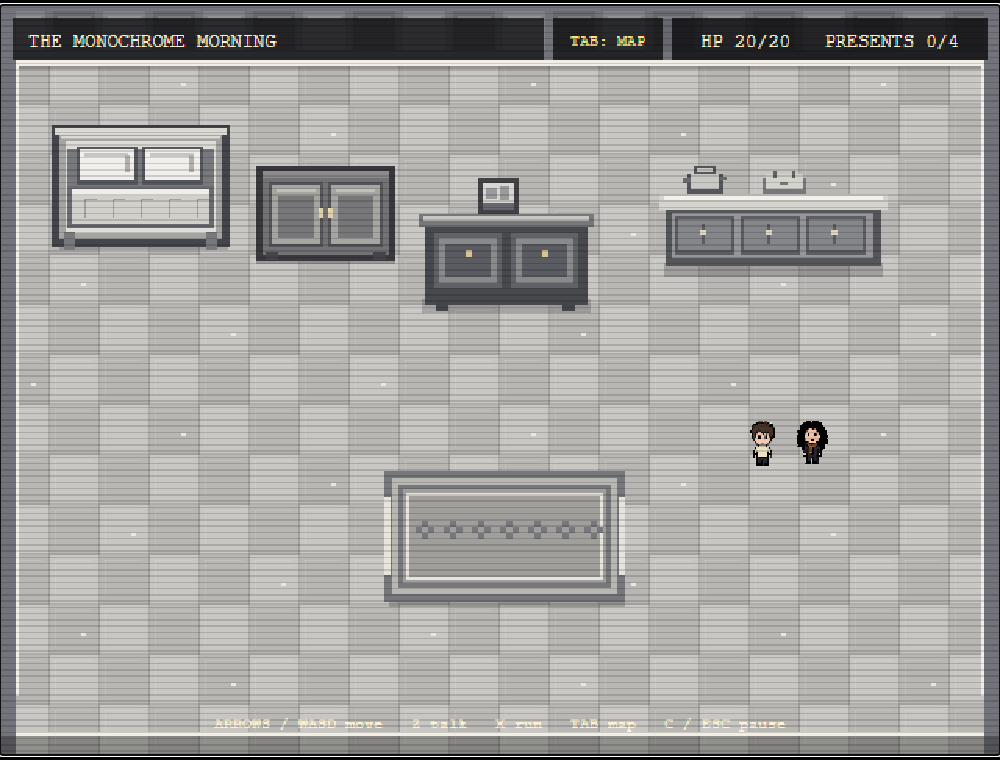 THE MONOCHROME MORNING
TAB: MAP
HP 20/20 PRESENTS 0/4
ARROWS / WASD move Z talk X run TAB map C / ESC pause